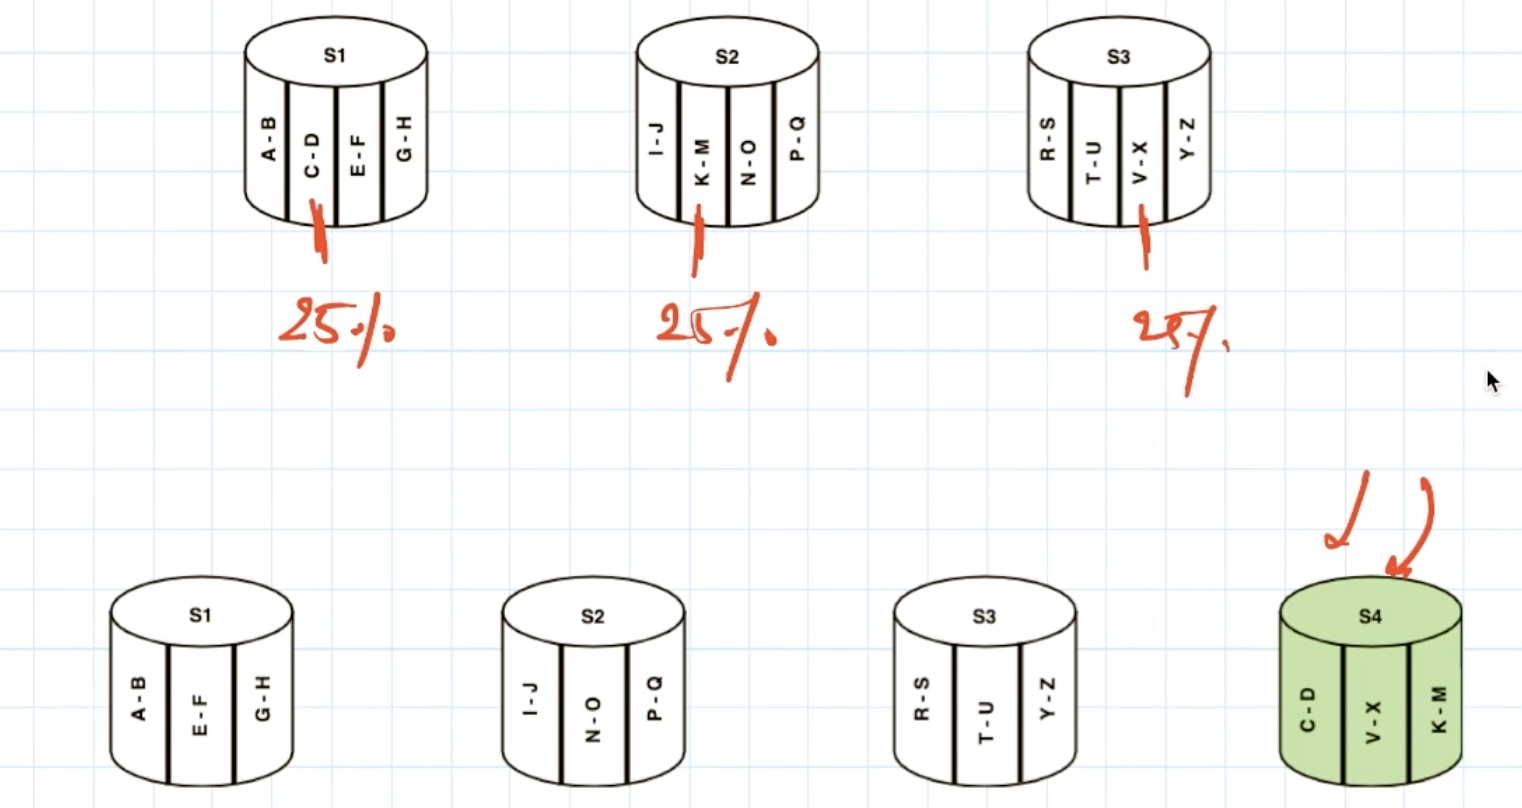 S1 S2 S3
A - B C - D E - F G - H I - J K - M N - O P - Q R - S T - U V - X Y - Z
25% 25% 25%
S1 S2 S3 S4
A - B E - F G - H I - J N - O P - Q R - S T - U Y - Z C - D V - X K - M